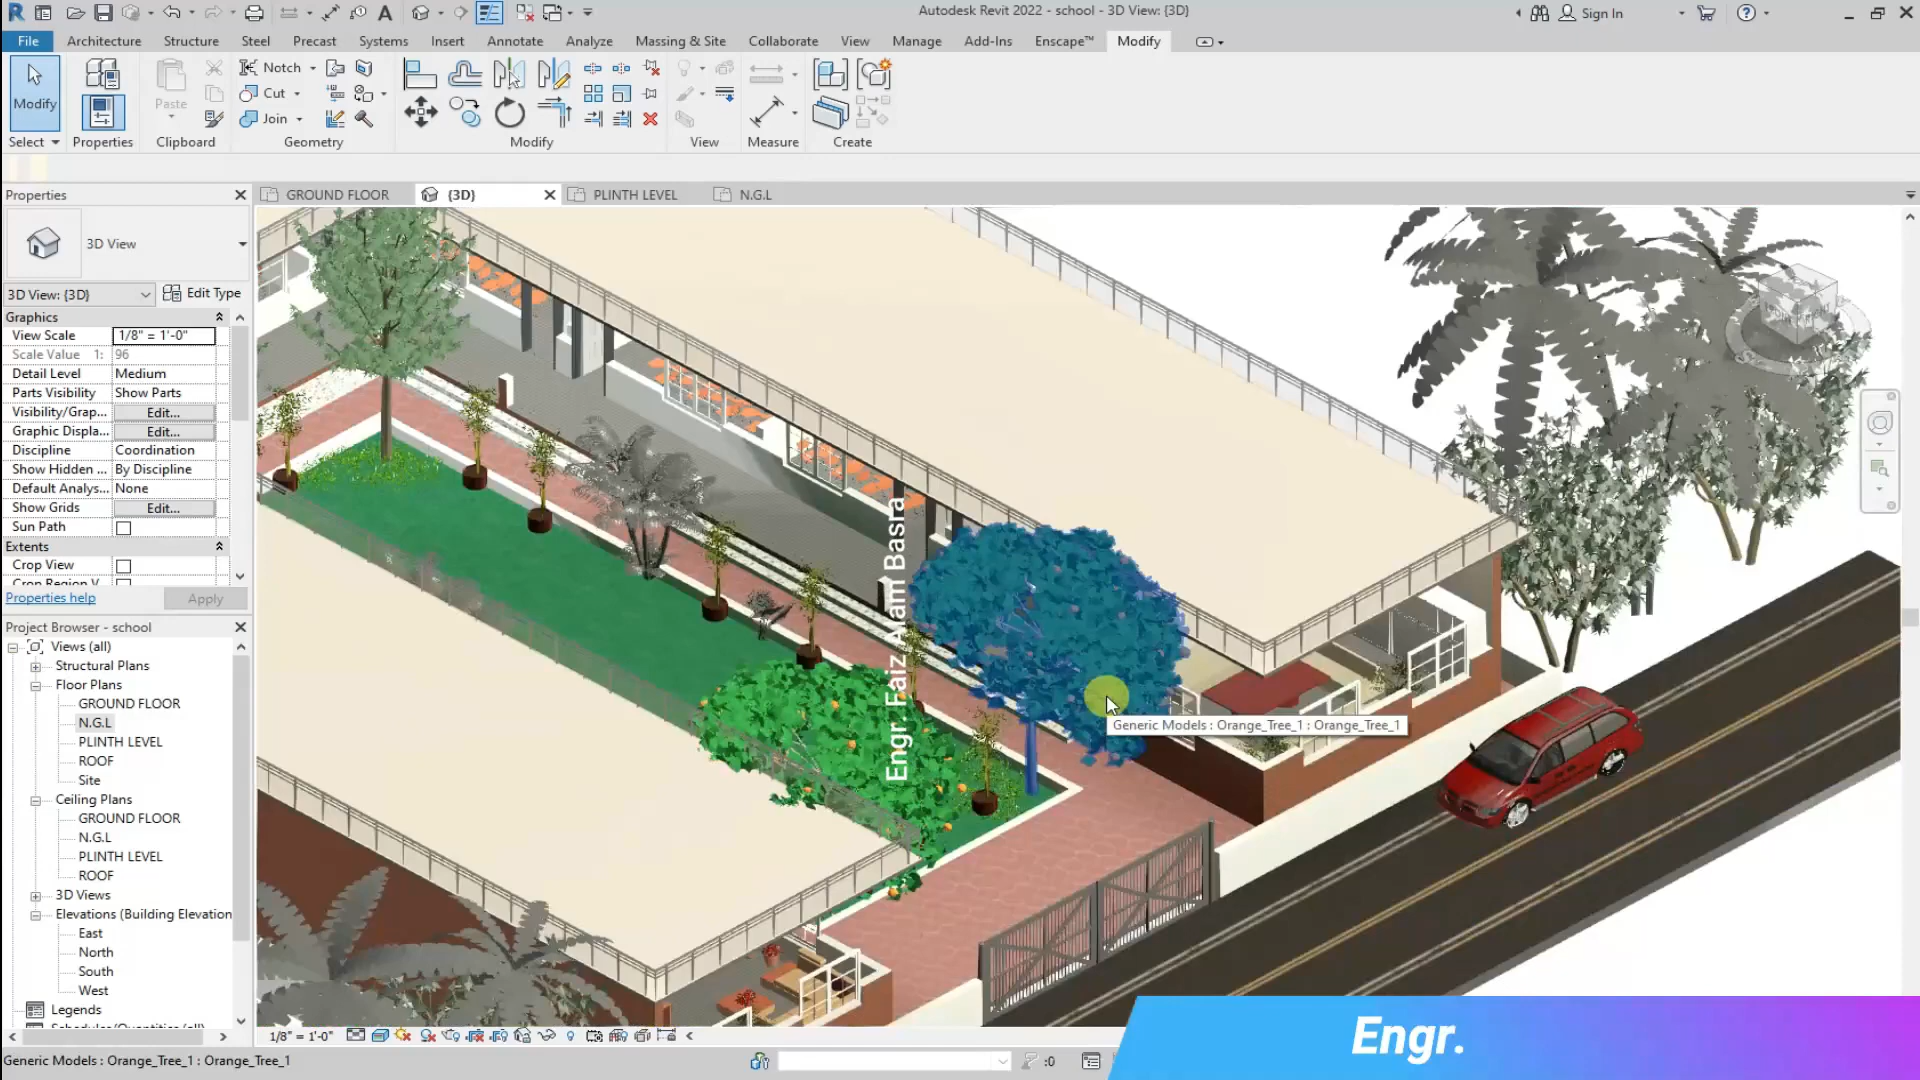 Autodesk Revit 2022 - school - 3D View: {3D}
Sign In
File
Architecture
Structure
Steel
Precast
Systems
Insert
Annotate
Analyze
Massing & Site
Collaborate
View
Manage
Add-Ins
Enscape™
Modify
Modify
Select
Properties
Paste
Clipboard
Notch
Cut
Join
Geometry
Modify
View
Measure
Create
Properties
3D View
3D View: {3D}
Edit Type
Graphics
View Scale 1/8" = 1'-0"
Scale Value 1: 96
Detail Level Medium
Parts Visibility Show Parts
Visibility/Grap... Edit...
Graphic Displa... Edit...
Discipline Coordination
Show Hidden ... By Discipline
Default Analys... None
Show Grids Edit...
Sun Path
Extents
Crop View
Crop Region V
Properties help
Apply
Project Browser - school
Views (all)
Structural Plans
Floor Plans
GROUND FLOOR
N.G.L
PLINTH LEVEL
ROOF
Site
Ceiling Plans
GROUND FLOOR
N.G.L
PLINTH LEVEL
ROOF
3D Views
Elevations (Building Elevation
East
North
South
West
Legends
Schedules/Quantities (all)
GROUND FLOOR
{3D}
PLINTH LEVEL
N.G.L
Engr. Faiz Alam Basra
Generic Models : Orange_Tree_1 : Orange_Tree_1
1/8" = 1'-0"
Generic Models : Orange_Tree_1 : Orange_Tree_1
:0
Engr.